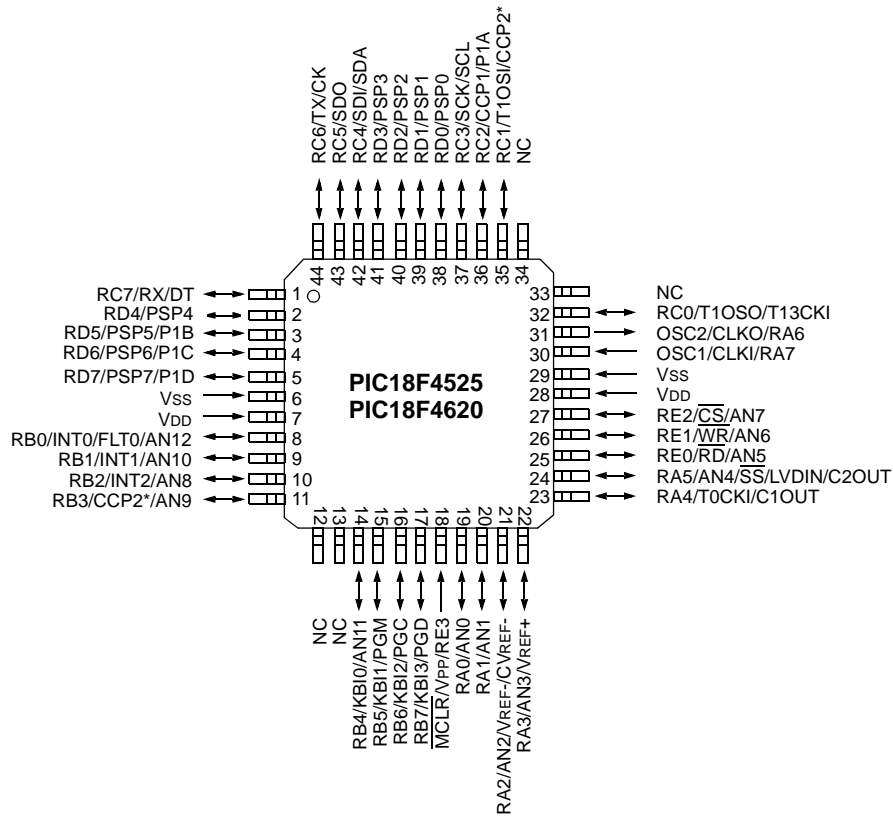 RC6/TX/CK
RC5/SDO
RC4/SDI/SDA
RD3/PSP3
RD2/PSP2
RD1/PSP1
RD0/PSP0
RC3/SCK/SCL
RC2/CCP1/P1A
RC1/T1OSI/CCP2*
NC
44
43
42
41
40
39
38
37
36
35
34
RC7/RX/DT 1
RD4/PSP4 2
RD5/PSP5/P1B 3
RD6/PSP6/P1C 4
RD7/PSP7/P1D 5
VSS 6
VDD 7
RB0/INT0/FLT0/AN12 8
RB1/INT1/AN10 9
RB2/INT2/AN8 10
RB3/CCP2*/AN9 11
PIC18F4525
PIC18F4620
33 NC
32 RC0/T1OSO/T13CKI
31 OSC2/CLKO/RA6
30 OSC1/CLKI/RA7
29 VSS
28 VDD
27 RE2/CS/AN7
26 RE1/WR/AN6
25 RE0/RD/AN5
24 RA5/AN4/SS/LVDIN/C2OUT
23 RA4/T0CKI/C1OUT
12
13
14
15
16
17
18
19
20
21
22
NC
NC
RB4/KBI0/AN11
RB5/KBI1/PGM
RB6/KBI2/PGC
RB7/KBI3/PGD
MCLR/VPP/RE3
RA0/AN0
RA1/AN1
RA2/AN2/VREF-/CVREF-
RA3/AN3/VREF+